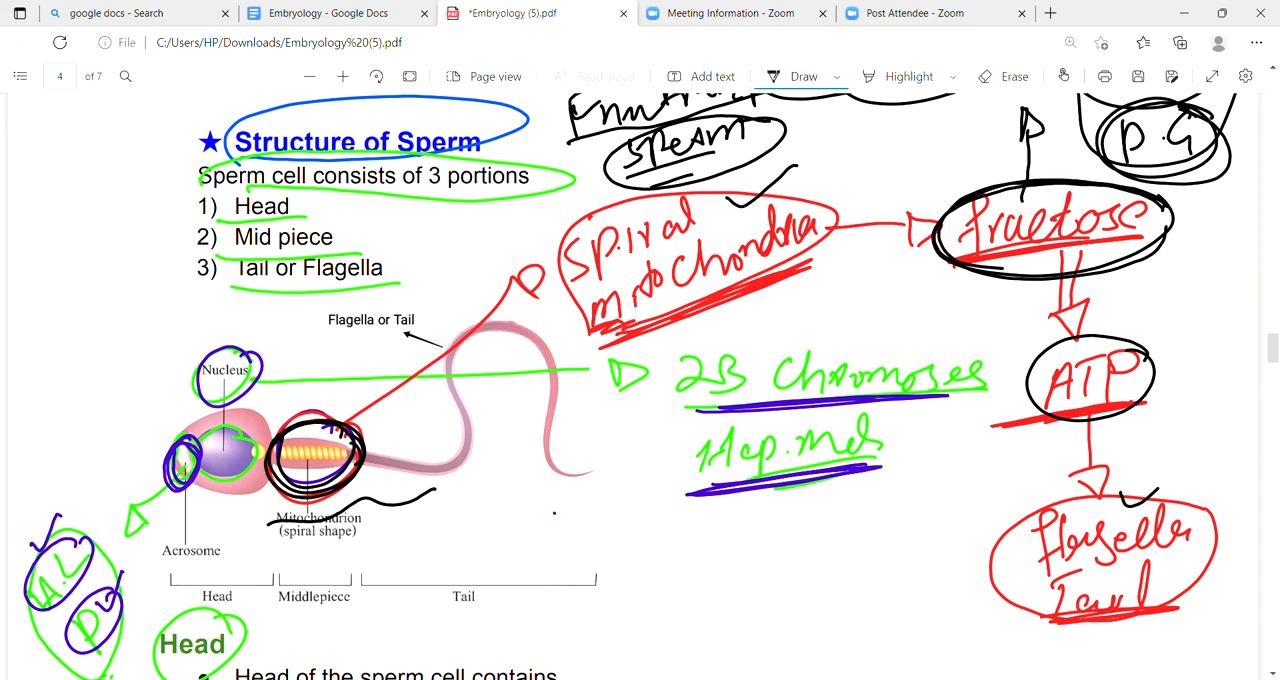 google docs - Search
Embryology - Google Docs
*Embryology (5).pdf
Meeting Information - Zoom
Post Attendee - Zoom
File
C:/Users/HP/Downloads/Embryology%20(5).pdf
4 of 7
Page view
Read aloud
Add text
Draw
Highlight
Erase
★ Structure of Sperm
Sperm cell consists of 3 portions
1) Head
2) Mid piece
3) Tail or Flagella
Sperm
P.G
Spiral
mitochondria
fructose
ATP
Flagella or Tail
Nucleus
23 Chromoses
Mitochondrion
(spiral shape)
Acrosome
Head
Middlepiece
Tail
A.L
P
Head
Head of the sperm cell contains